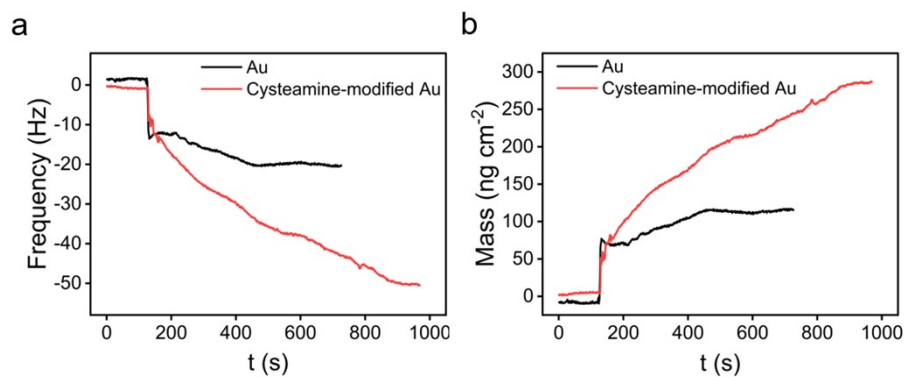 a
Frequency (Hz)
0
-10
-20
-30
-40
-50
Au
Cysteamine-modified Au
0 200 400 600 800 1000
t (s)
b
Mass (ng cm⁻²)
300
250
200
150
100
50
0
Au
Cysteamine-modified Au
0 200 400 600 800 1000
t (s)